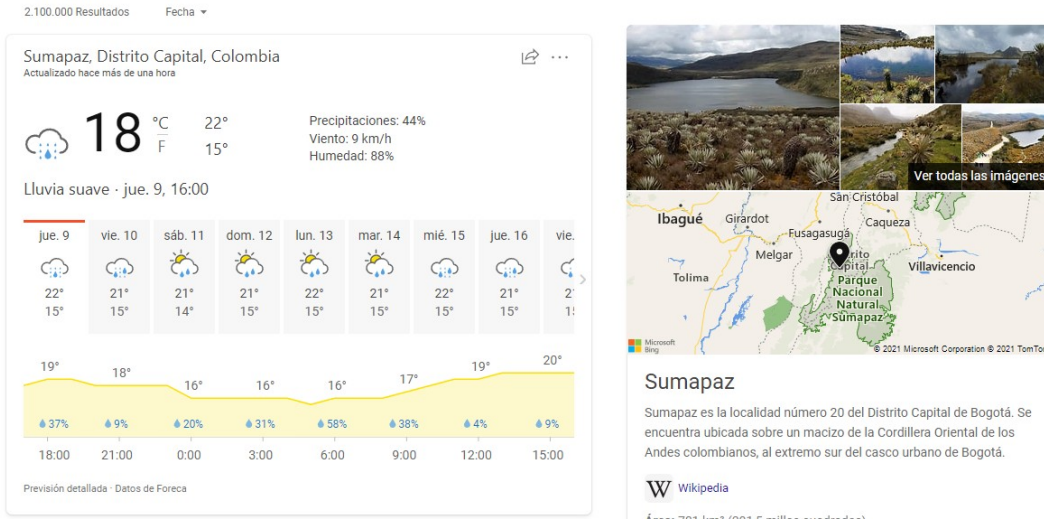 2.100.000 Resultados Fecha
Sumapaz, Distrito Capital, Colombia
Actualizado hace más de una hora
18 °C F 22° 15°
Precipitaciones: 44%
Viento: 9 km/h
Humedad: 88%
Lluvia suave · jue. 9, 16:00
jue. 9 vie. 10 sáb. 11 dom. 12 lun. 13 mar. 14 mié. 15 jue. 16 vie.
22° 21° 21° 21° 22° 21° 22° 21°
15° 15° 14° 15° 15° 15° 15° 15°
19° 18° 16° 16° 16° 17° 19° 20°
37% 9% 20% 31% 58% 38% 4% 9%
18:00 21:00 0:00 3:00 6:00 9:00 12:00 15:00
Previsión detallada · Datos de Foreca
Ver todas las imágenes
San Cristóbal
Ibagué Girardot Caqueza
Fusagasugá
Melgar
Capital
Tolima Villavicencio
Parque
Nacional
Natural
Sumapaz
Microsoft
Bing
© 2021 Microsoft Corporation © 2021 TomTo
Sumapaz
Sumapaz es la localidad número 20 del Distrito Capital de Bogotá. Se
encuentra ubicada sobre un macizo de la Cordillera Oriental de los
Andes colombianos, al extremo sur del casco urbano de Bogotá.
W Wikipedia